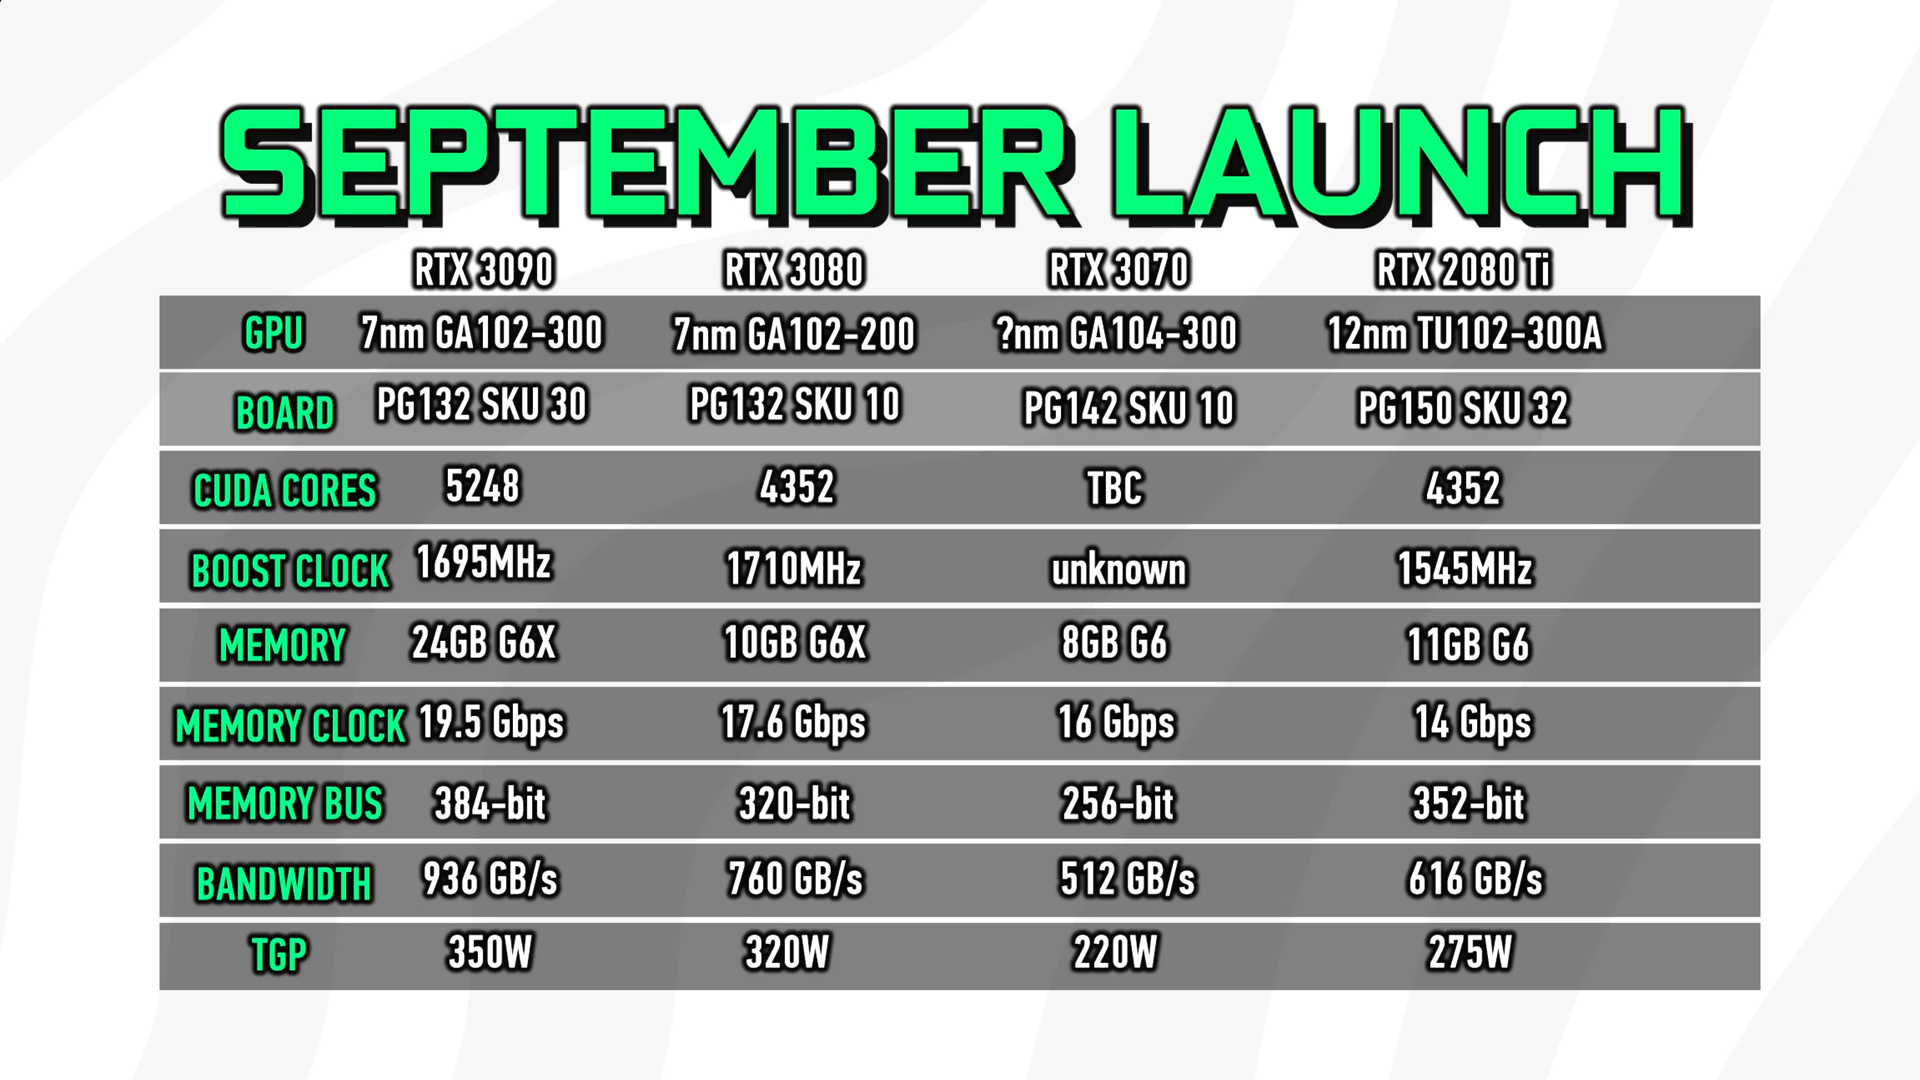 SEPTEMBER LAUNCH
RTX 3090 RTX 3080 RTX 3070 RTX 2080 Ti
GPU 7nm GA102-300 7nm GA102-200 ?nm GA104-300 12nm TU102-300A
BOARD PG132 SKU 30 PG132 SKU 10 PG142 SKU 10 PG150 SKU 32
CUDA CORES 5248 4352 TBC 4352
BOOST CLOCK 1695MHz 1710MHz unknown 1545MHz
MEMORY 24GB G6X 10GB G6X 8GB G6 11GB G6
MEMORY CLOCK 19.5 Gbps 17.6 Gbps 16 Gbps 14 Gbps
MEMORY BUS 384-bit 320-bit 256-bit 352-bit
BANDWIDTH 936 GB/s 760 GB/s 512 GB/s 616 GB/s
TGP 350W 320W 220W 275W